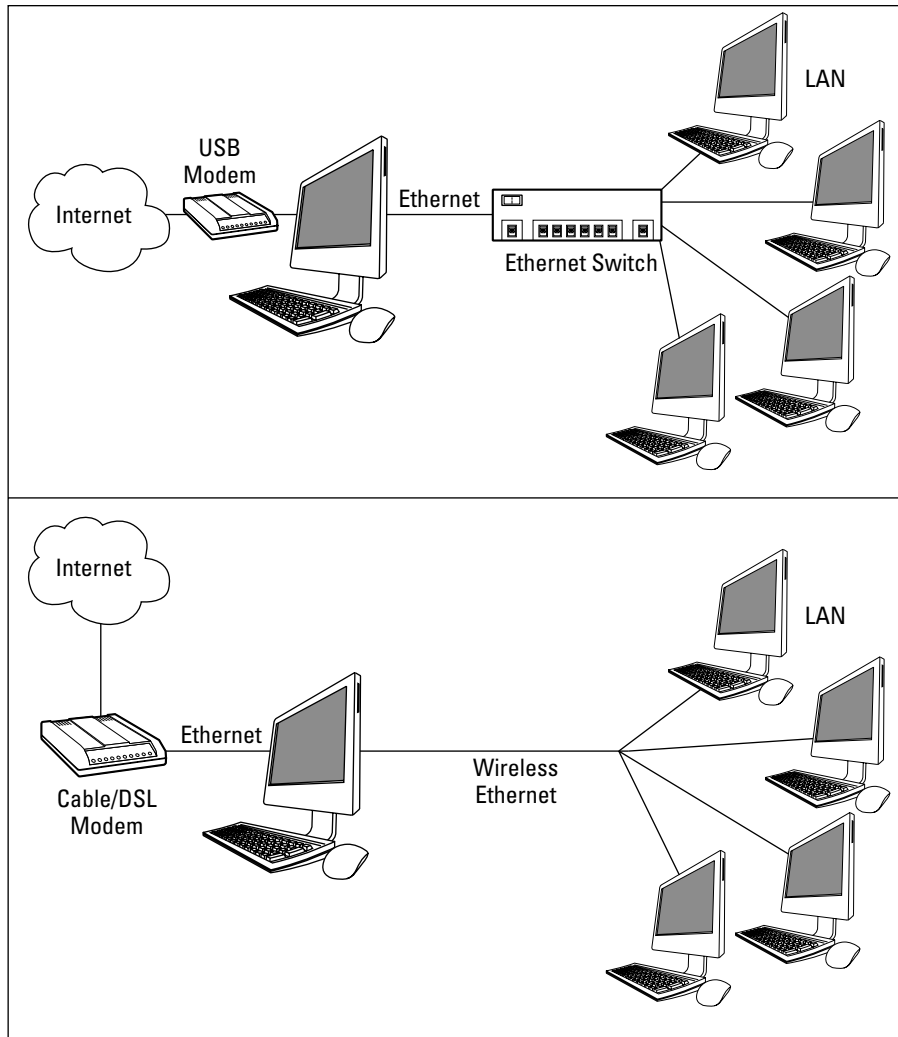 LAN
USB
Modem
Internet
Ethernet
Ethernet Switch
Internet
LAN
Ethernet
Wireless
Ethernet
Cable/DSL
Modem